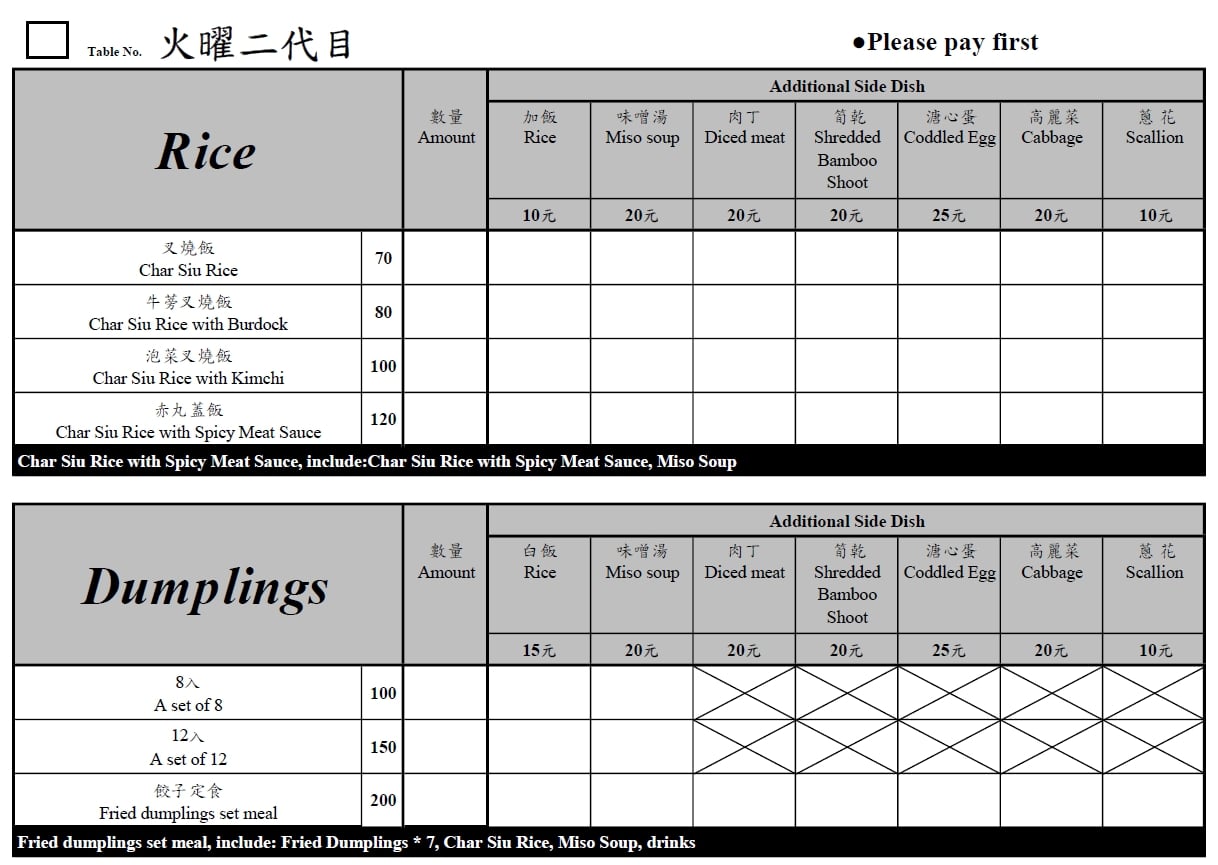 Table No. 火曜二代目
●Please pay first
Rice
數量
Amount
Additional Side Dish
加飯
Rice
10元
味噌湯
Miso soup
20元
肉丁
Diced meat
20元
筍乾
Shredded
Bamboo
Shoot
20元
溏心蛋
Coddled Egg
25元
高麗菜
Cabbage
20元
蔥 花
Scallion
10元
叉燒飯
Char Siu Rice
70
牛蒡叉燒飯
Char Siu Rice with Burdock
80
泡菜叉燒飯
Char Siu Rice with Kimchi
100
赤丸蓋飯
Char Siu Rice with Spicy Meat Sauce
120
Char Siu Rice with Spicy Meat Sauce, include:Char Siu Rice with Spicy Meat Sauce, Miso Soup
Dumplings
數量
Amount
Additional Side Dish
白飯
Rice
15元
味噌湯
Miso soup
20元
肉丁
Diced meat
20元
筍乾
Shredded
Bamboo
Shoot
20元
溏心蛋
Coddled Egg
25元
高麗菜
Cabbage
20元
蔥 花
Scallion
10元
8入
A set of 8
100
12入
A set of 12
150
餃子定食
Fried dumplings set meal
200
Fried dumplings set meal, include: Fried Dumplings * 7, Char Siu Rice, Miso Soup, drinks